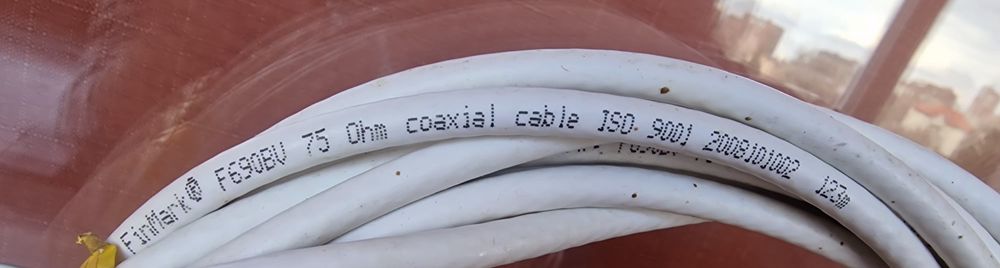 FinMark® F690BV 75 Ohm coaxial cable ISO 9001 2008101002 123m